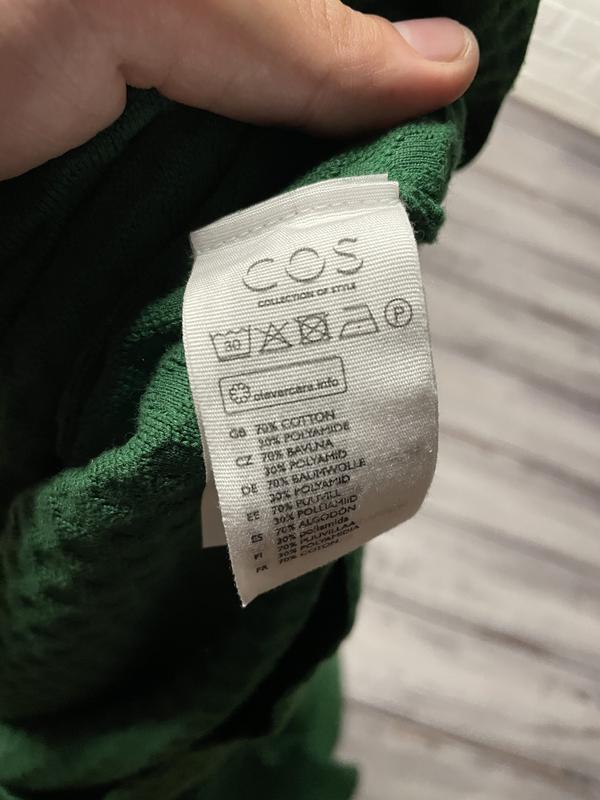 COS
COLLECTION OF STYLE
30
P
clevercare.info
GB 70% COTTON
30% POLYAMIDE
CZ 70% BAVLNA
30% POLYAMID
DE 70% BAUMWOLLE
30% POLYAMID
EE 70% PUUVILL
30% POLÜAMIID
ES 70% ALGODÓN
30% poliamida
FI 70% PUUVILLAA
30% POLYAMIDIA
FR 70% COTON